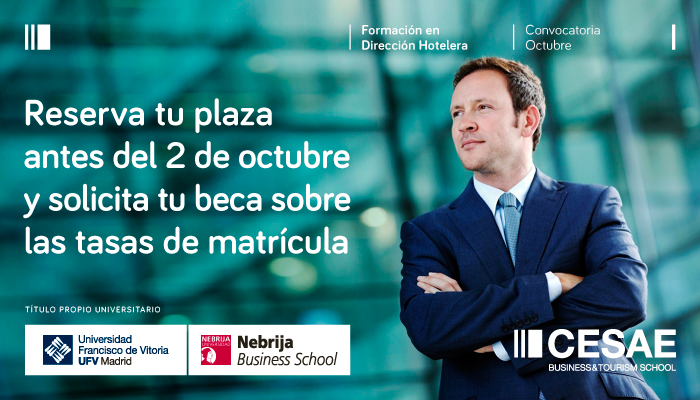 Formación en
Dirección Hotelera
Convocatoria
Octubre
Reserva tu plaza
antes del 2 de octubre
y solicita tu beca sobre
las tasas de matrícula
TÍTULO PROPIO UNIVERSITARIO
Universidad
Francisco de Vitoria
UFV Madrid
NEBRIJA
UNIVERSIDAD
Nebrija
Business School
CESAE
BUSINESS&TOURISM SCHOOL